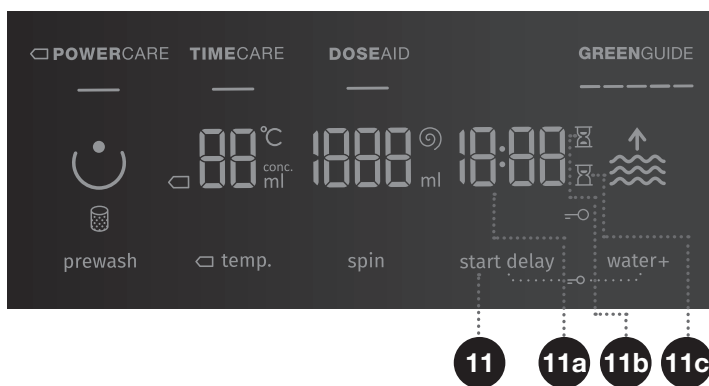 POWERCARE TIMECARE DOSEAID GREENGUIDE
88 °C 1888 18:88
conc.
ml ml
prewash temp. spin start delay water+
11 11a 11b 11c